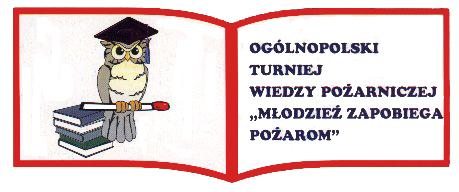 OGÓLNOPOLSKI
TURNIEJ
WIEDZY POŻARNICZEJ
„MŁODZIEŻ ZAPOBIEGA
POŻAROM”